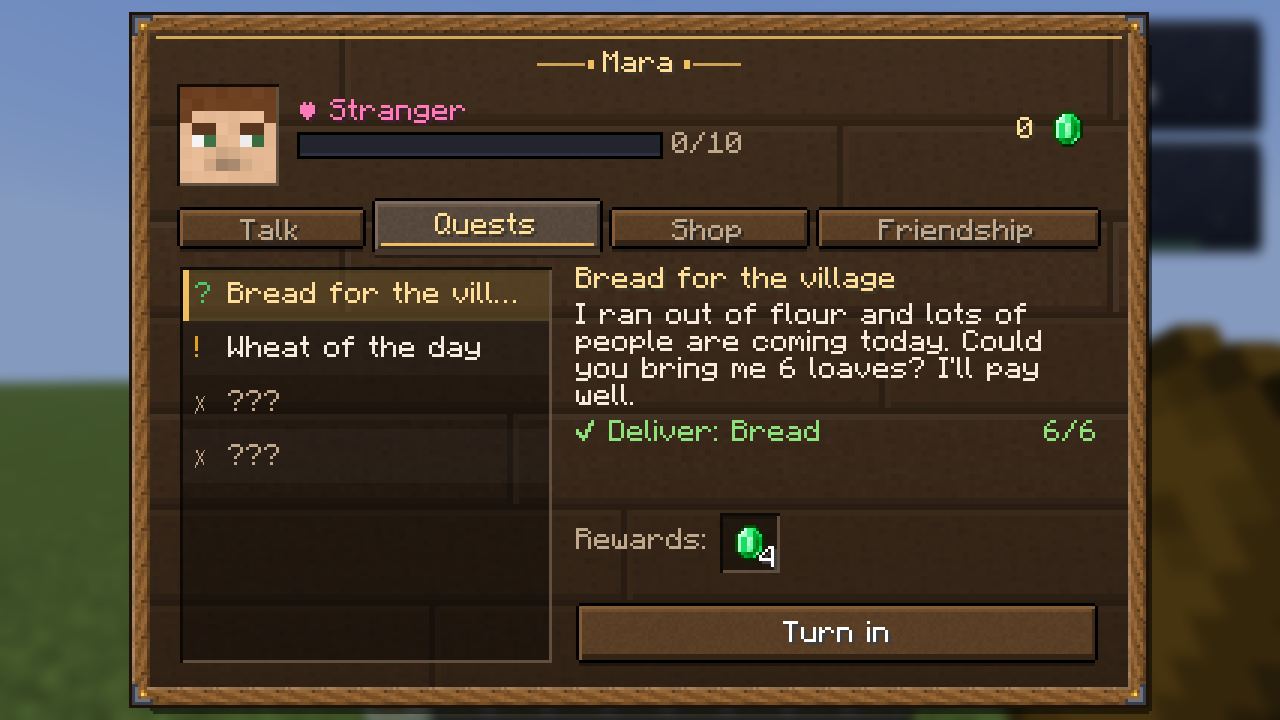 Mara
Stranger
0/10
0
Talk
Quests
Shop
Friendship
? Bread for the vill...
! Wheat of the day
x ???
x ???
Bread for the village
I ran out of flour and lots of
people are coming today. Could
you bring me 6 loaves? I'll pay
well.
✓ Deliver: Bread 6/6
Rewards: 4
Turn in